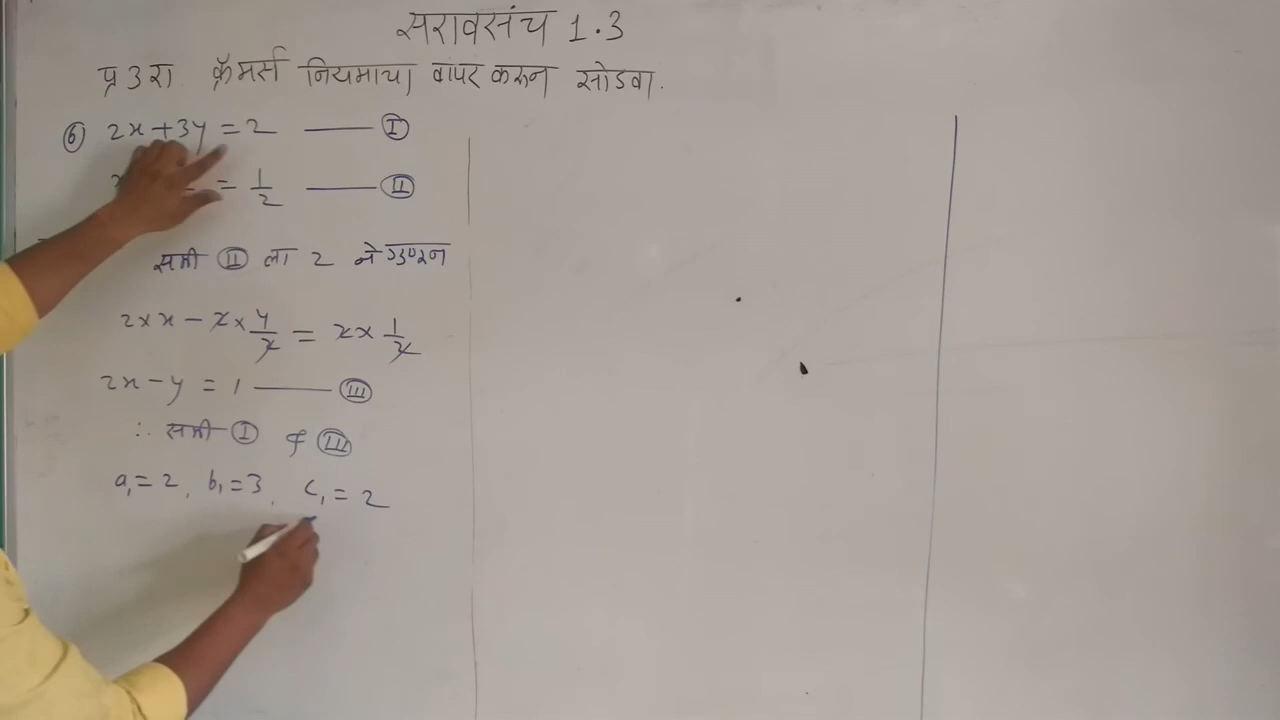 सरावसंच 1.3
प्र 3 रा. क्रॅमर्स नियमाचा वापर करून सोडवा.
⑥ 2x + 3y = 2 —— Ⓘ
= 1/2 —— Ⓘⓘ
समी Ⓘⓘ ला 2 ने गुणून
2 × x - 2 × y/2 = 2 × 1/2
2x - y = 1 —— (III)
∴ समी (I) व (III)
a₁ = 2, b₁ = 3, c₁ = 2